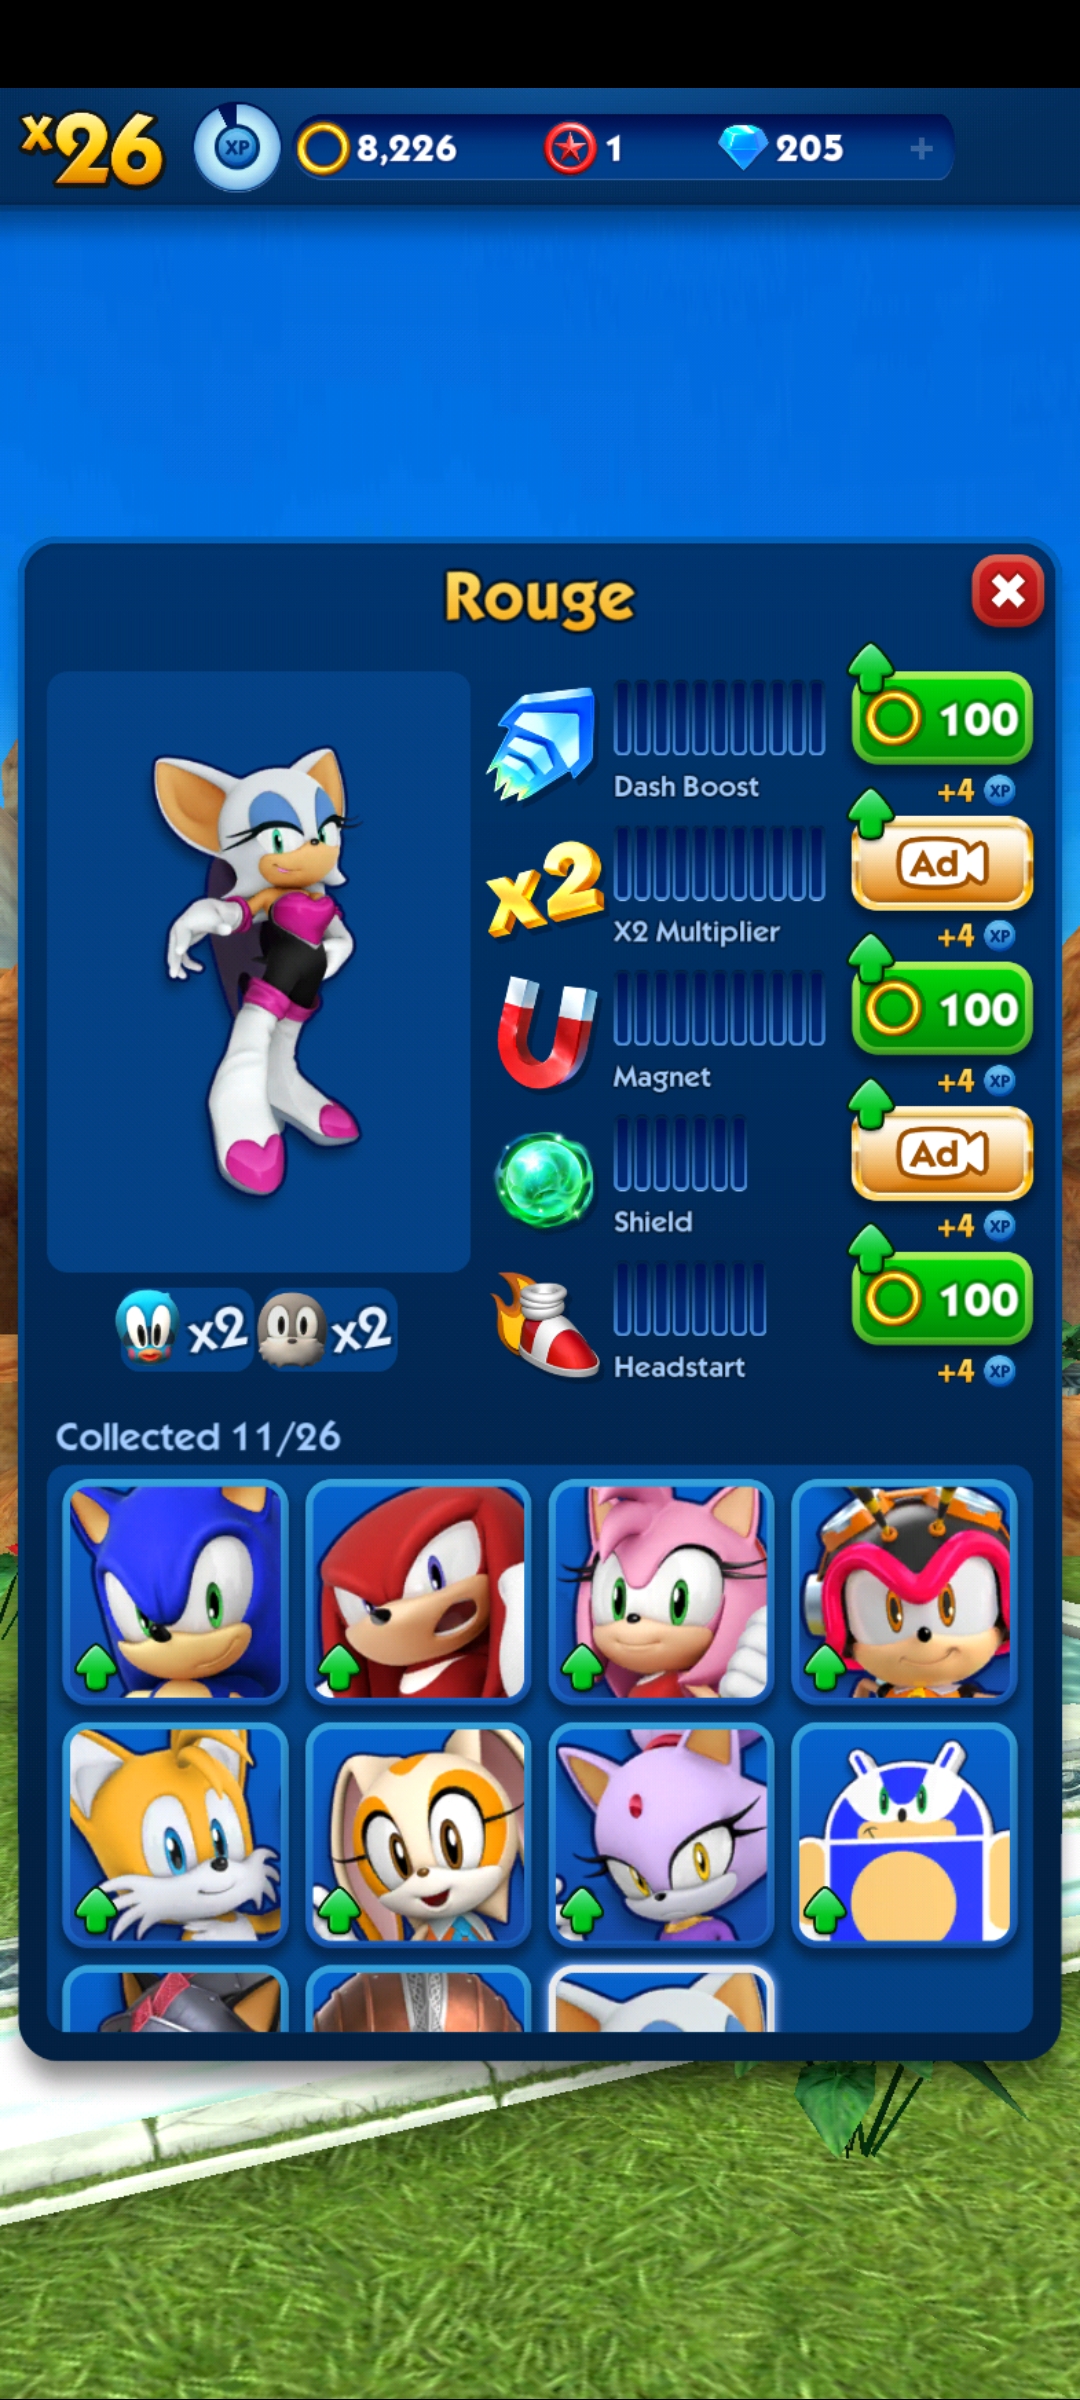 x26
XP
8,226
1
205
+
Rouge
100
Dash Boost
+4 XP
x2
Ad
X2 Multiplier
+4 XP
100
Magnet
+4 XP
Ad
Shield
+4 XP
x2
x2
100
Headstart
+4 XP
Collected 11/26